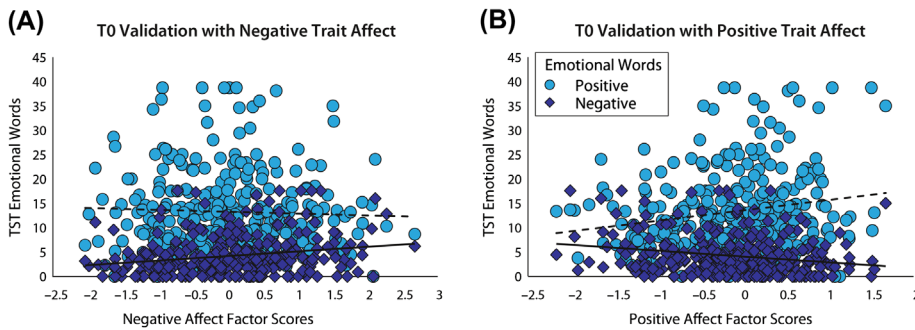 (A)
T0 Validation with Negative Trait Affect
TST Emotional Words
45
40
35
30
25
20
15
10
5
0
−2.5 −2 −1.5 −1 −0.5 0 0.5 1 1.5 2 2.5 3
Negative Affect Factor Scores
(B)
T0 Validation with Positive Trait Affect
Emotional Words
Positive
Negative
TST Emotional Words
45
40
35
30
25
20
15
10
5
0
−2.5 −2 −1.5 −1 −0.5 0 0.5 1 1.5 2
Positive Affect Factor Scores